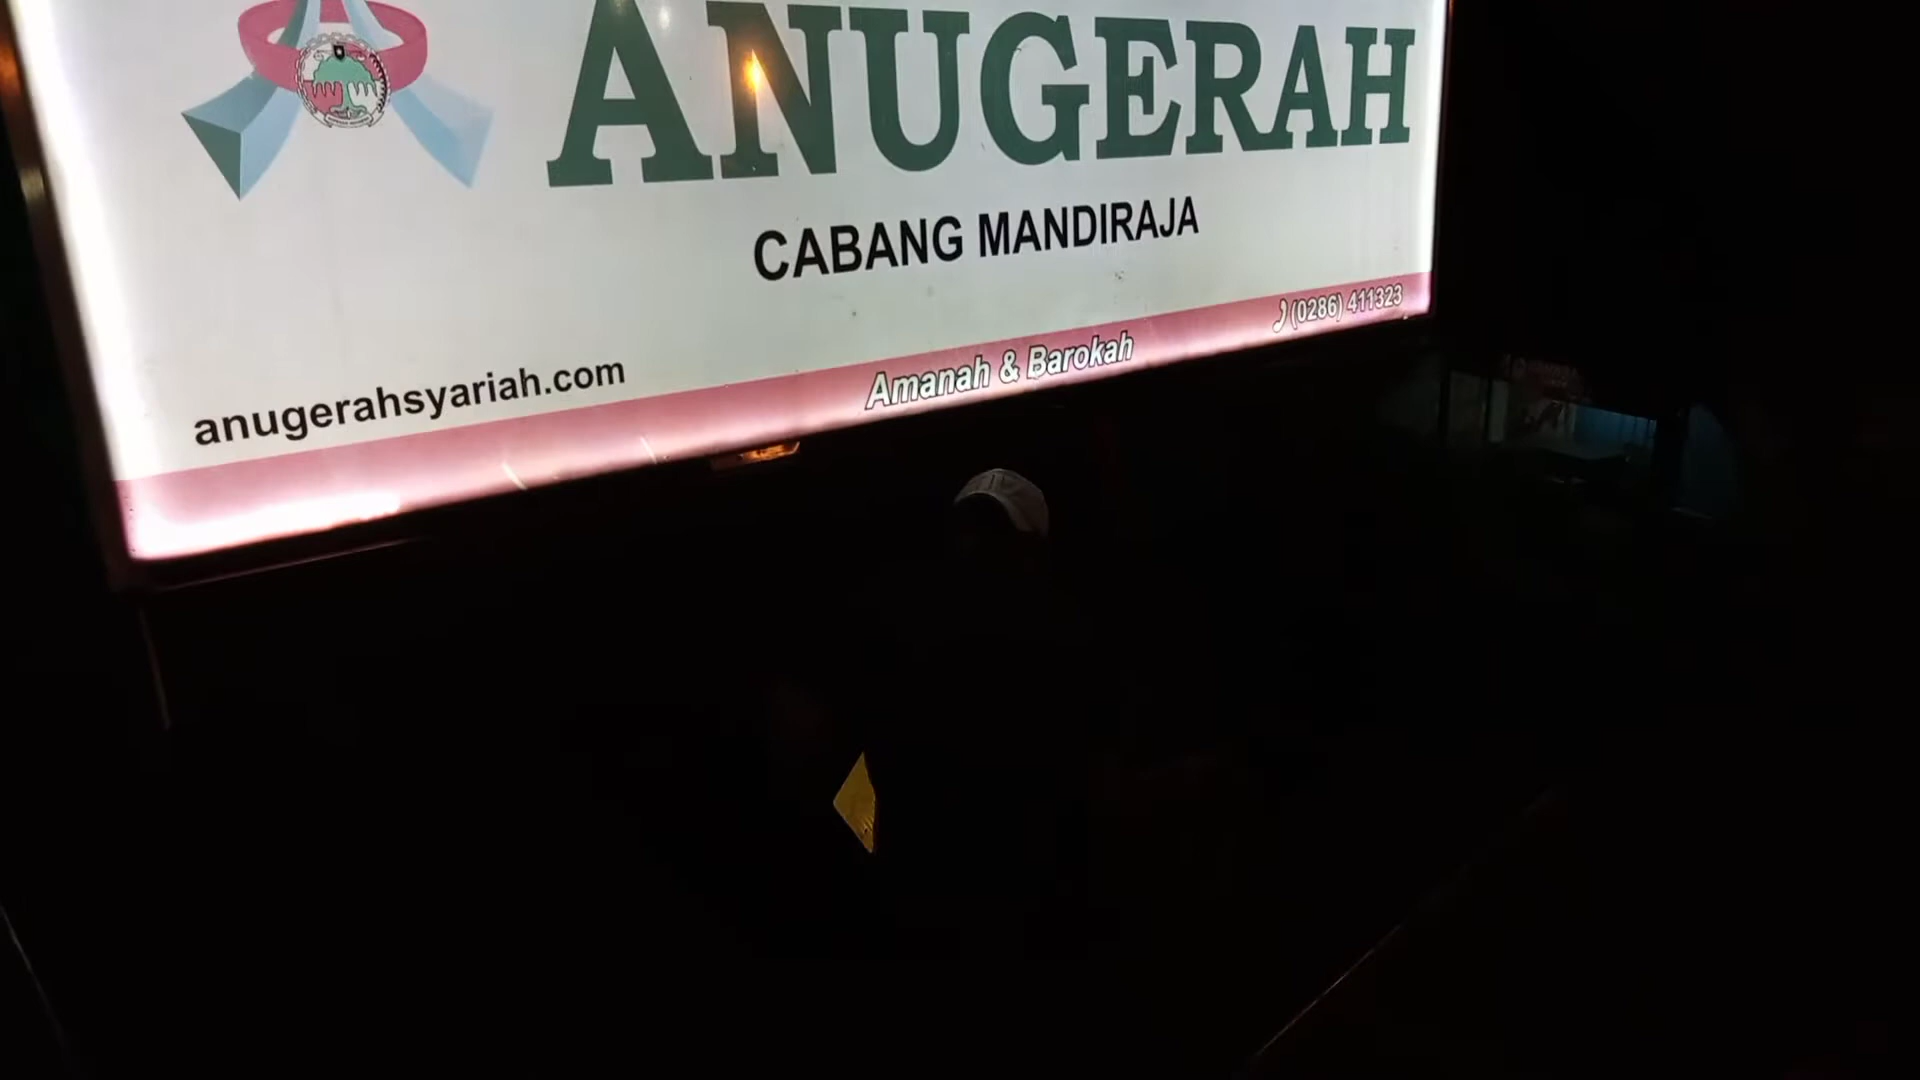 ANUGERAH
CABANG MANDIRAJA
(0286) 411323
Amanah & Barokah
anugerahsyariah.com